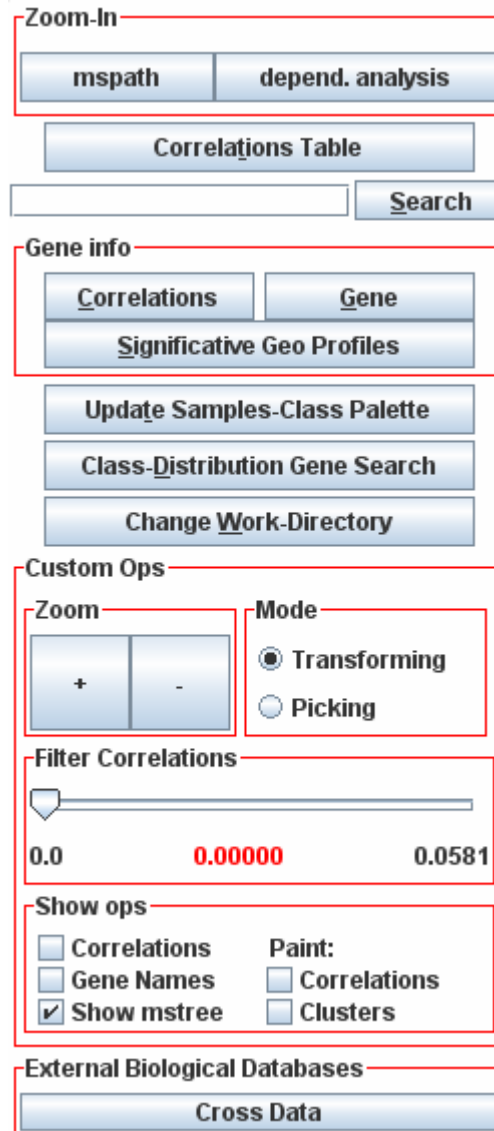 Zoom-In
mspath depend. analysis
Correlations Table
Search
Gene info
Correlations Gene
Significative Geo Profiles
Update Samples-Class Palette
Class-Distribution Gene Search
Change Work-Directory
Custom Ops
Zoom Mode
+ - Transforming
Picking
Filter Correlations
0.0 0.00000 0.0581
Show ops
Correlations Paint:
Gene Names Correlations
Show mstree Clusters
External Biological Databases
Cross Data